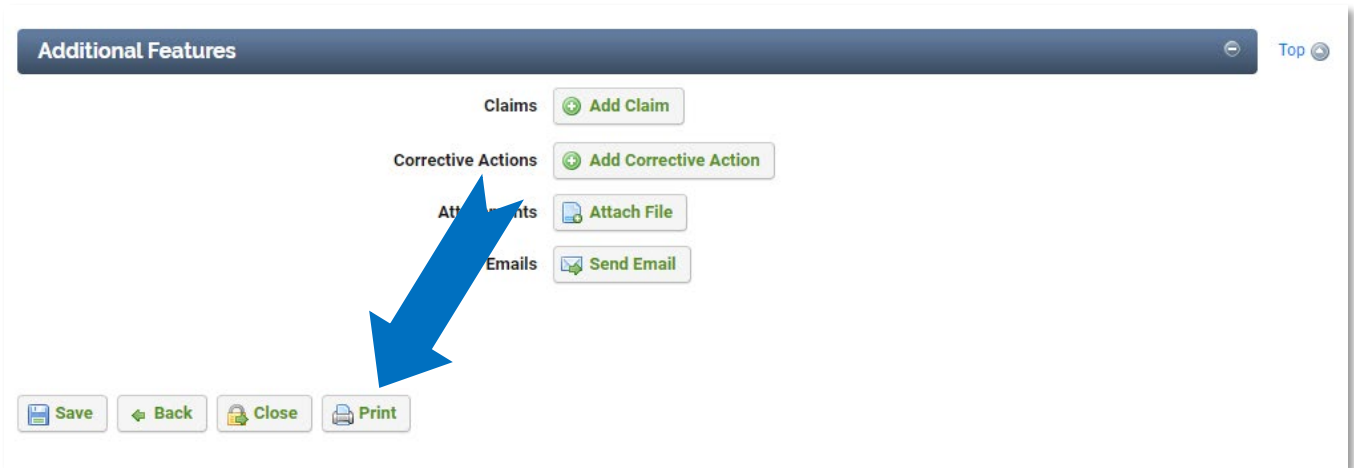 Additional Features
Top
Claims Add Claim
Corrective Actions Add Corrective Action
Attach File
Emails Send Email
Save Back Close Print